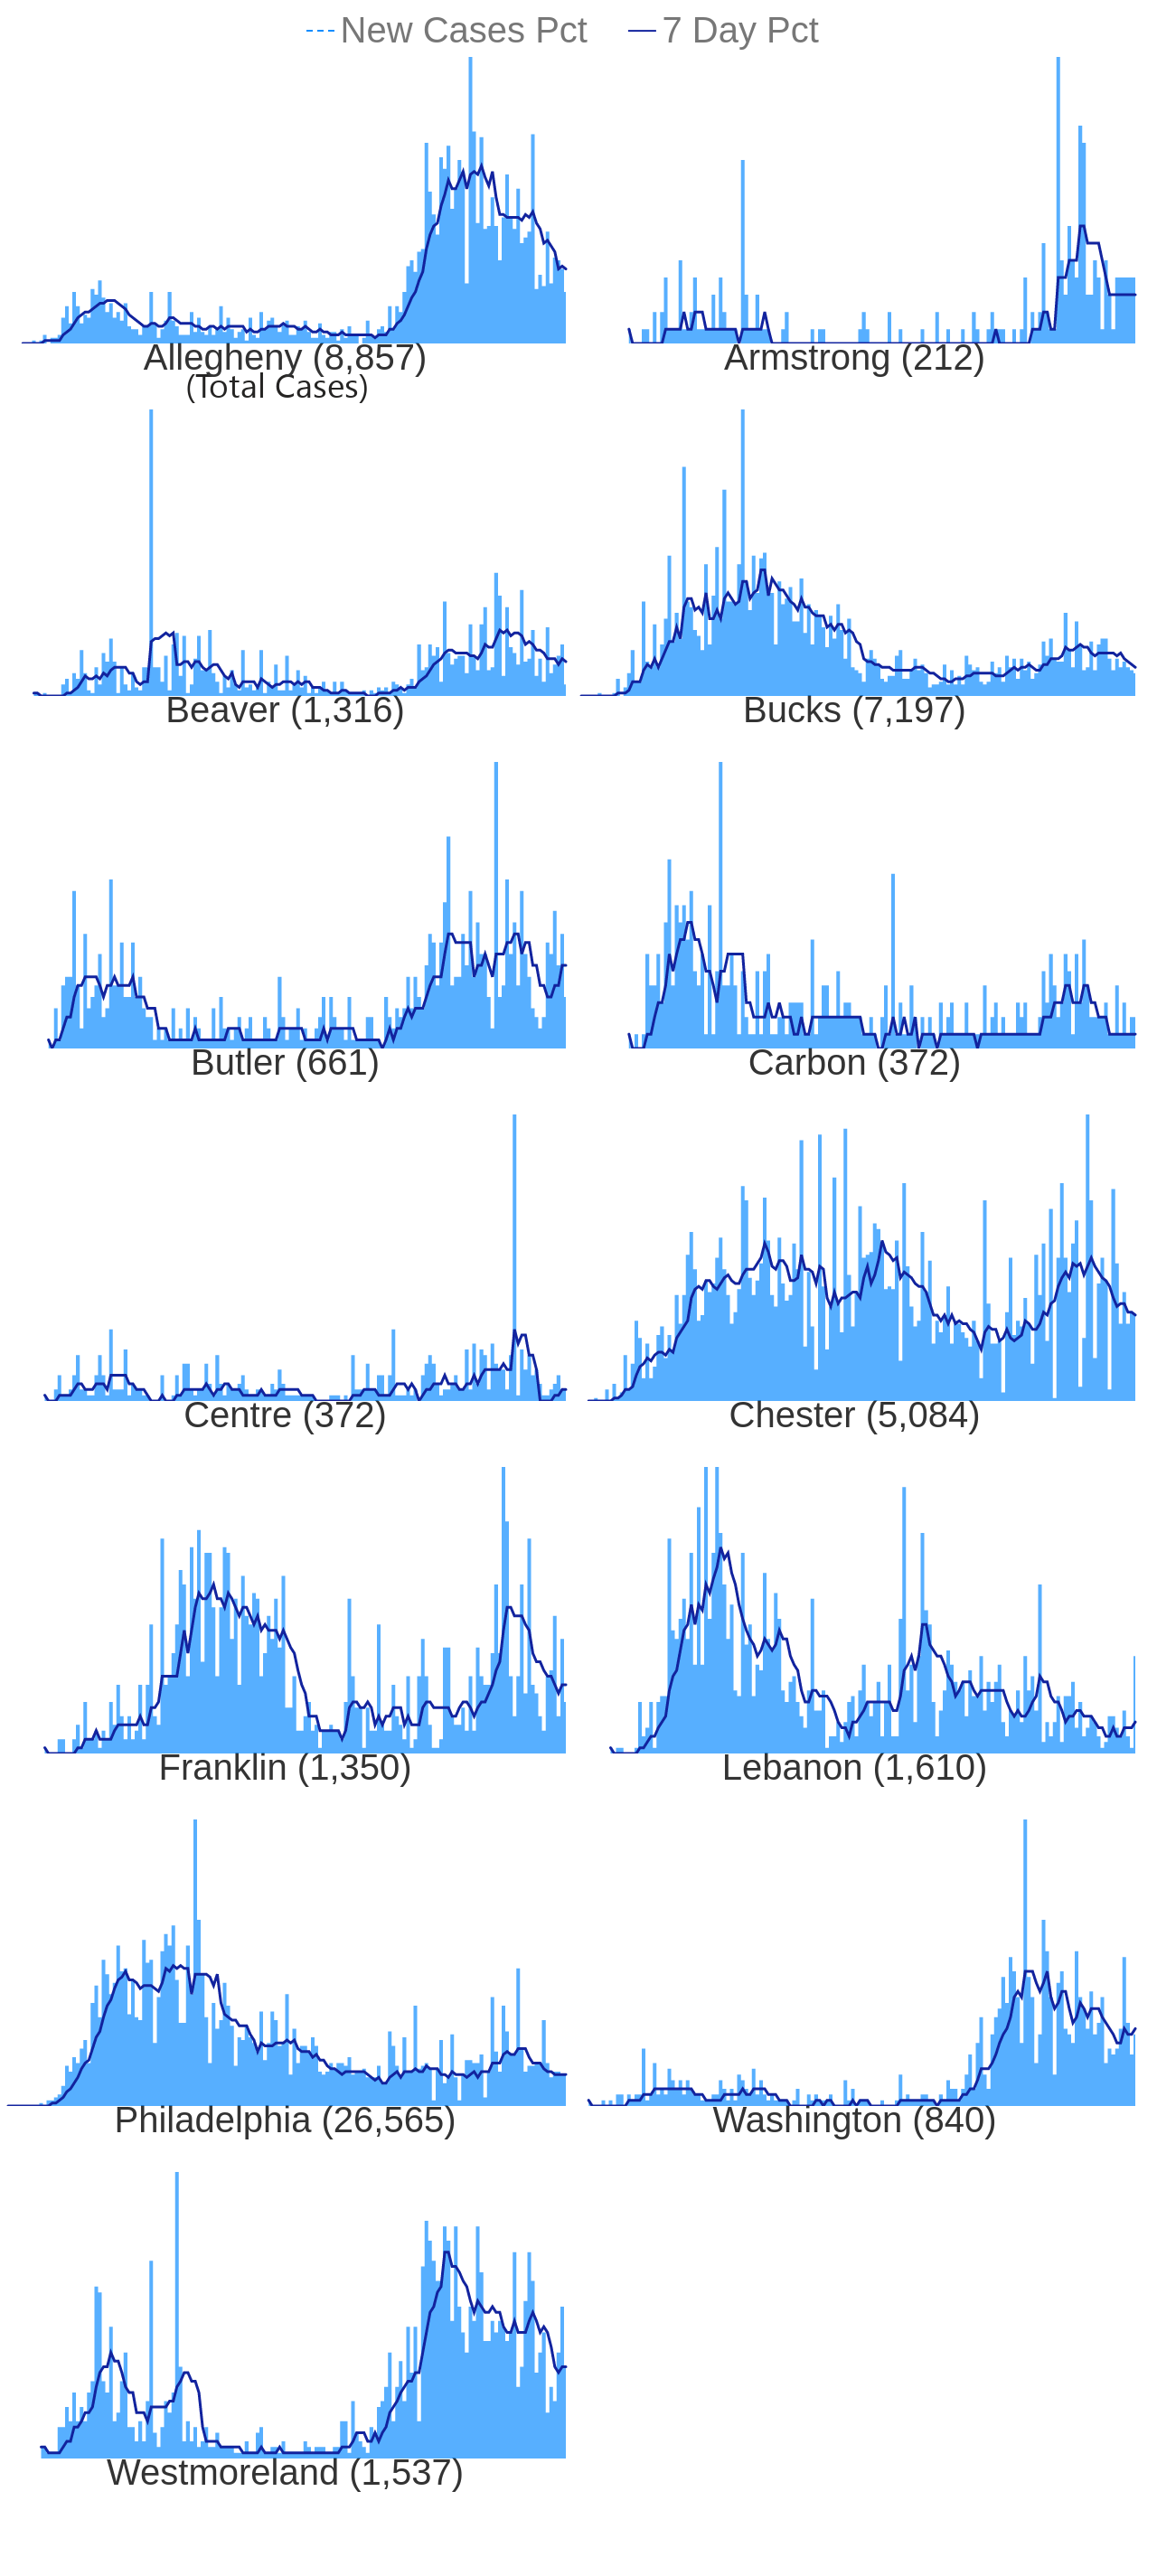 New Cases Pct 7 Day Pct
Allegheny (8,857) Armstrong (212)
(Total Cases)
Beaver (1,316) Bucks (7,197)
Butler (661) Carbon (372)
Centre (372) Chester (5,084)
Franklin (1,350) Lebanon (1,610)
Philadelphia (26,565) Washington (840)
Westmoreland (1,537)